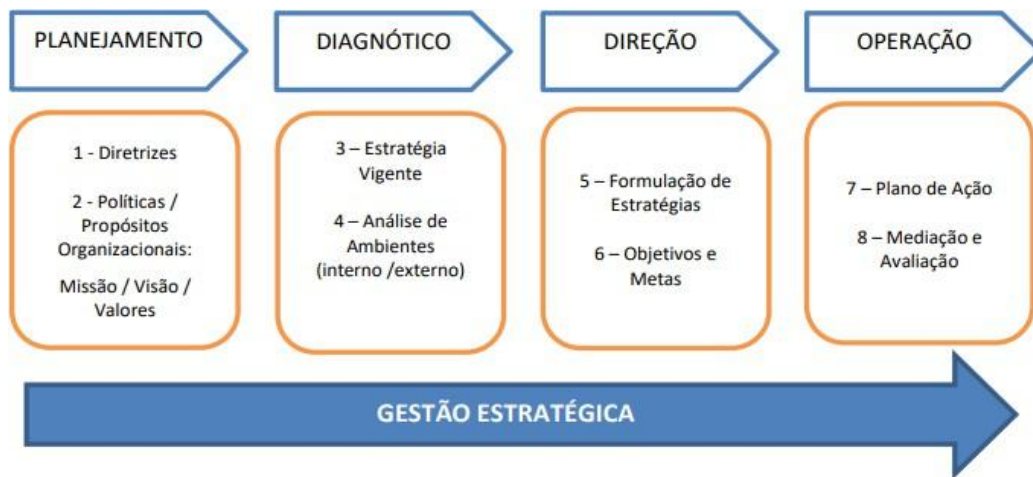 PLANEJAMENTO
1 - Diretrizes
2 - Políticas /
Propósitos
Organizacionais:
Missão / Visão /
Valores
DIAGNÓTICO
3 – Estratégia
Vigente
4 – Análise de
Ambientes
(interno /externo)
DIREÇÃO
5 – Formulação de
Estratégias
6 – Objetivos e
Metas
OPERAÇÃO
7 – Plano de Ação
8 – Mediação e
Avaliação
GESTÃO ESTRATÉGICA